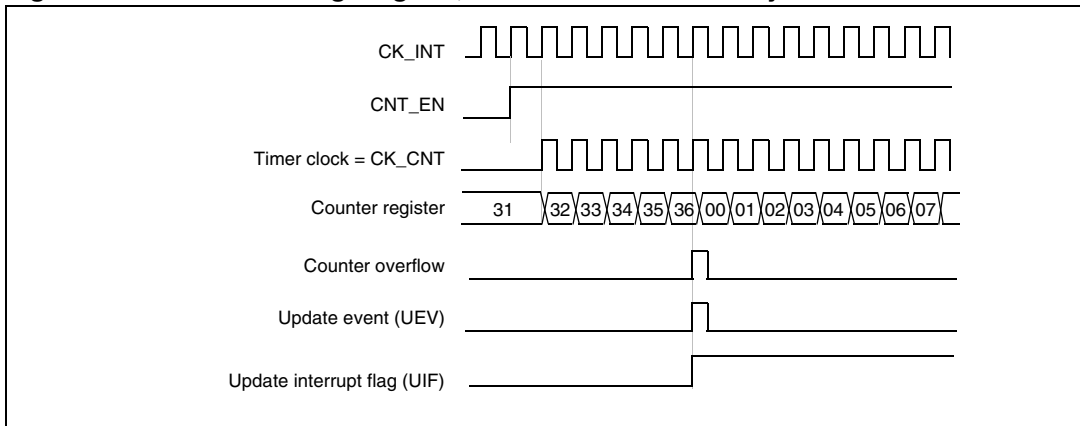 CK_INT
CNT_EN
Timer clock = CK_CNT
Counter register 31 32 33 34 35 36 00 01 02 03 04 05 06 07
Counter overflow
Update event (UEV)
Update interrupt flag (UIF)